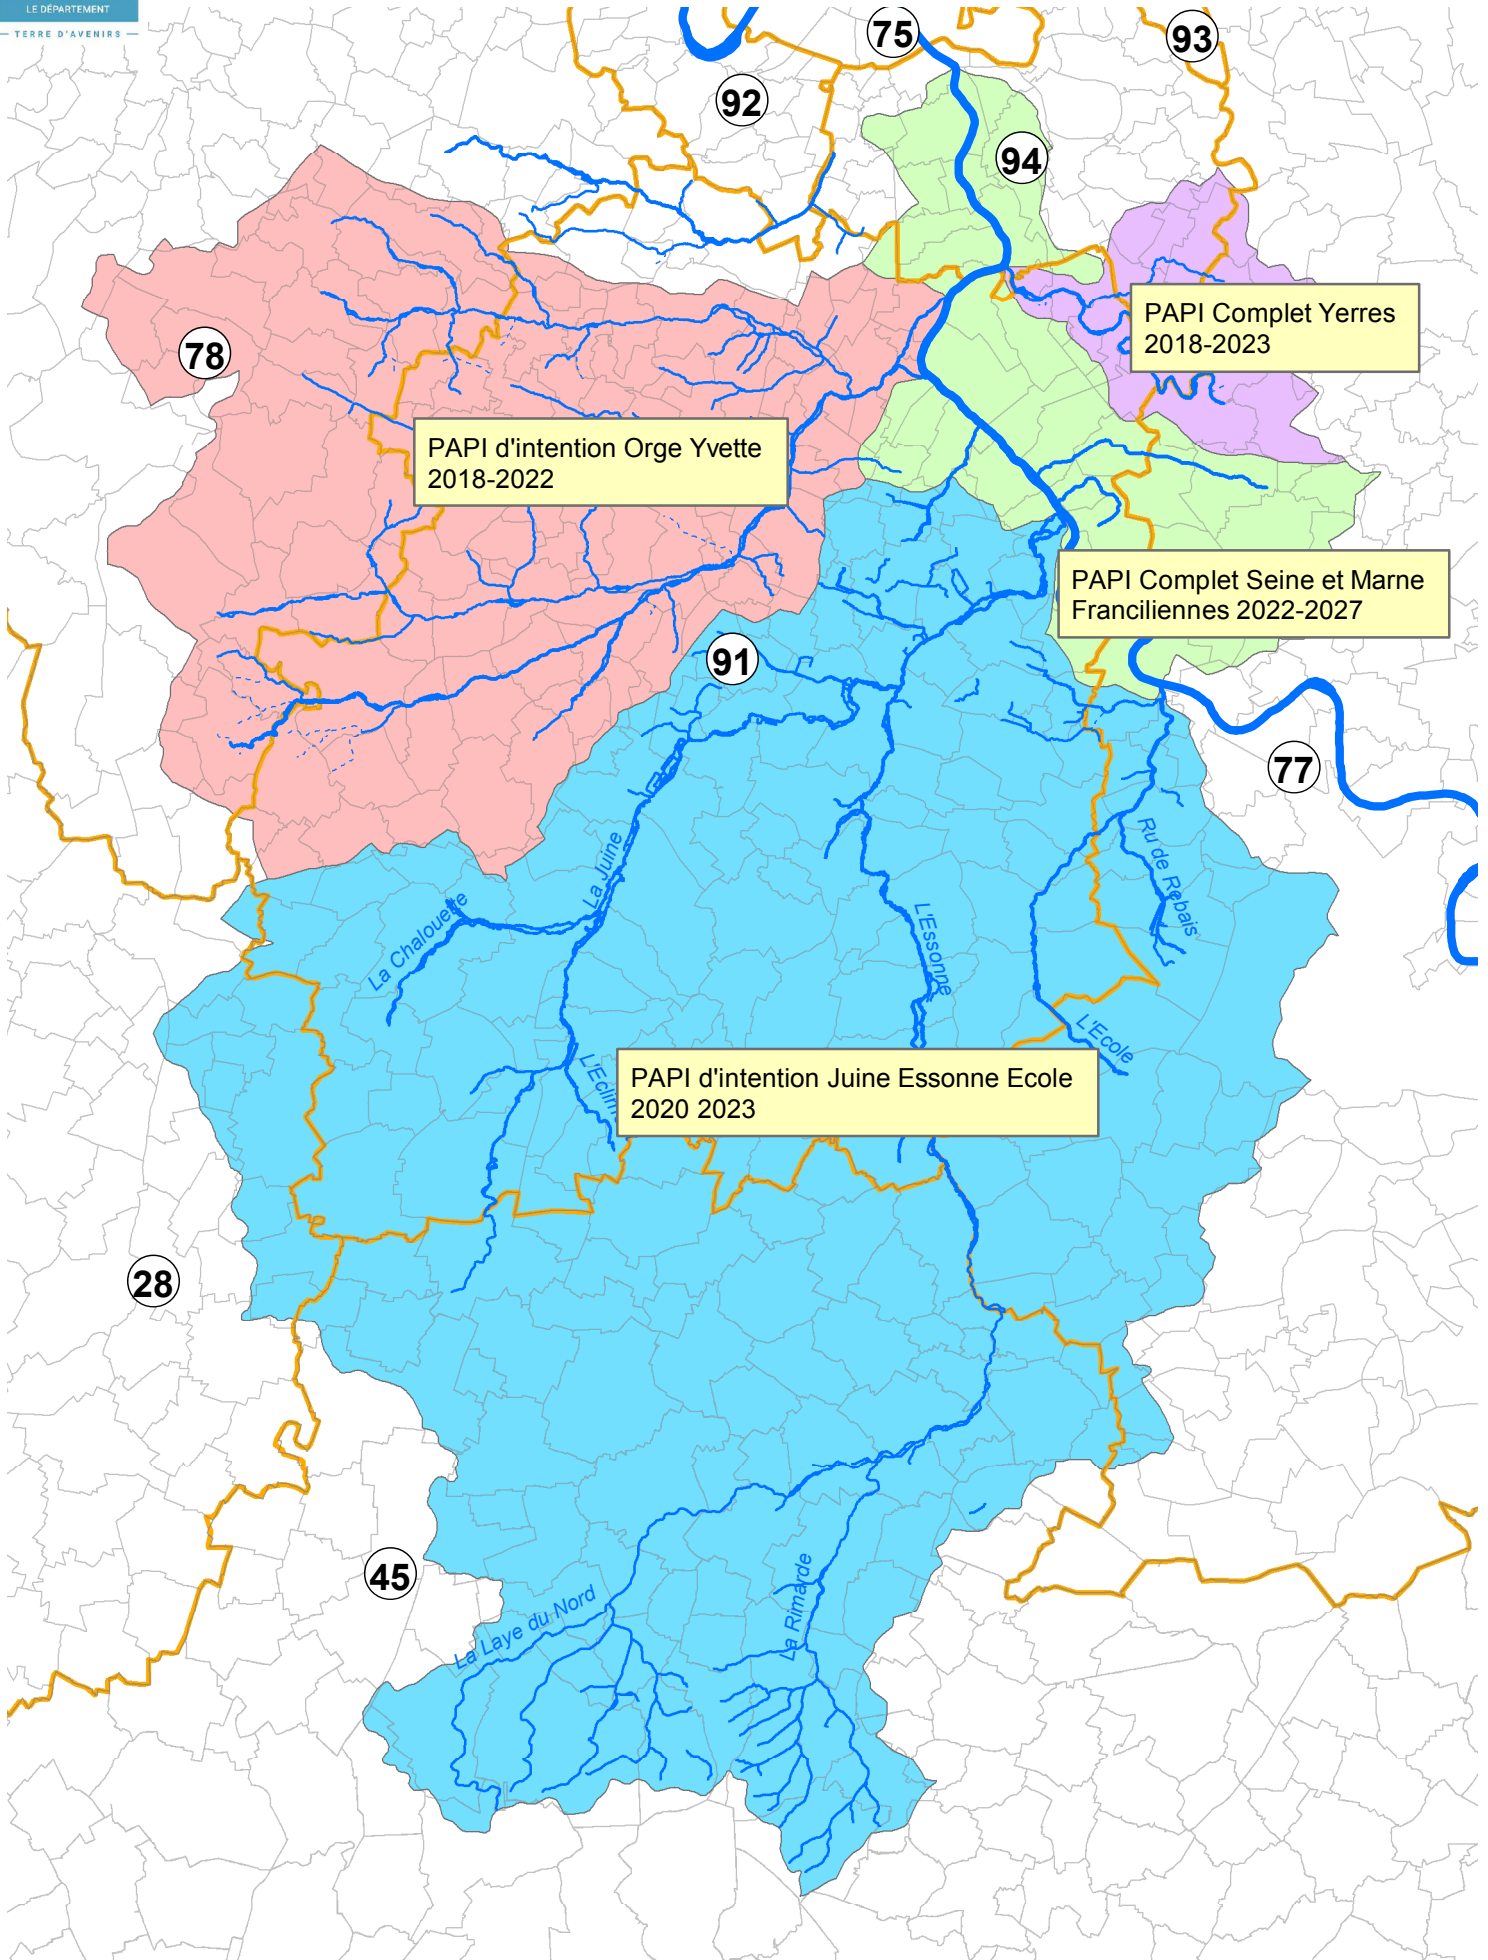 LE DÉPARTEMENT
TERRE D'AVENIRS
75
93
92
94
PAPI Complet Yerres
2018-2023
78
PAPI d'intention Orge Yvette
2018-2022
PAPI Complet Seine et Marne
Franciliennes 2022-2027
91
77
La Juine
Ru de Rebais
La Chalouette
L'Essonne
L'Ecole
L'Eclim
PAPI d'intention Juine Essonne Ecole
2020 2023
28
45
La Rimarde
La Laye du Nord